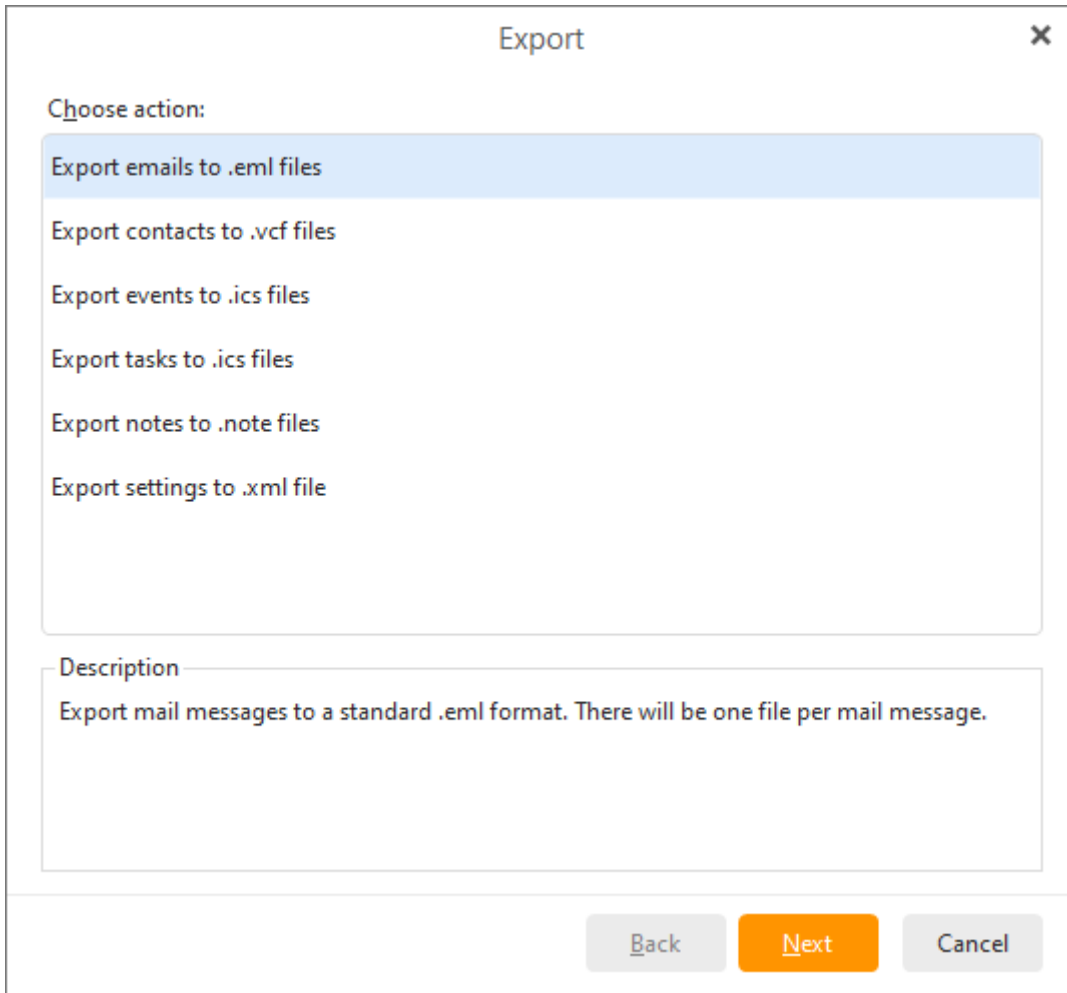 Export
Choose action:
Export emails to .eml files
Export contacts to .vcf files
Export events to .ics files
Export tasks to .ics files
Export notes to .note files
Export settings to .xml file
Description
Export mail messages to a standard .eml format. There will be one file per mail message.
Back Next Cancel